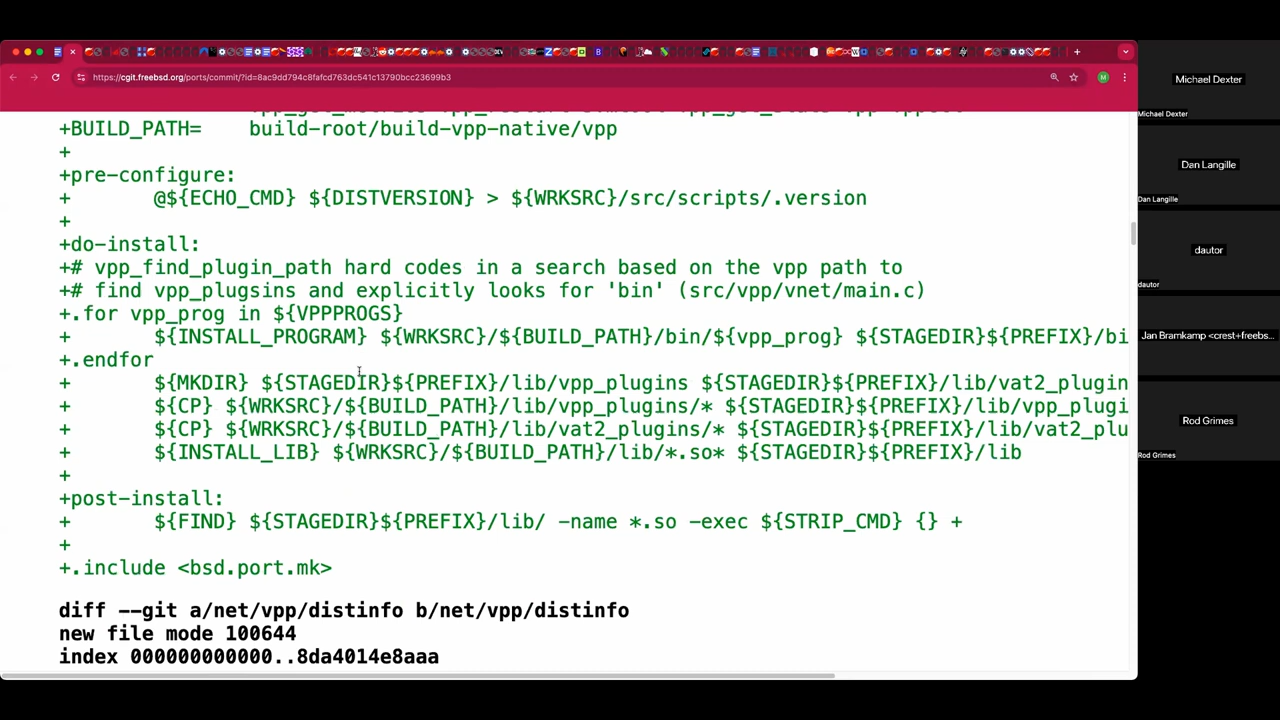 https://cgit.freebsd.org/ports/commit/?id=8ac9dd794c8fafcd763dc541c13790bcc23699b3
+BUILD_PATH= build-root/build-vpp-native/vpp
+
+pre-configure:
+ @${ECHO_CMD} ${DISTVERSION} > ${WRKSRC}/src/scripts/.version
+
+do-install:
+# vpp_find_plugin_path hard codes in a search based on the vpp path to
+# find vpp_plugsins and explicitly looks for 'bin' (src/vpp/vnet/main.c)
+.for vpp_prog in ${VPPPROGS}
+ ${INSTALL_PROGRAM} ${WRKSRC}/${BUILD_PATH}/bin/${vpp_prog} ${STAGEDIR}${PREFIX}/bi
+.endfor
+ ${MKDIR} ${STAGEDIR}${PREFIX}/lib/vpp_plugins ${STAGEDIR}${PREFIX}/lib/vat2_plugin
+ ${CP} ${WRKSRC}/${BUILD_PATH}/lib/vpp_plugins/* ${STAGEDIR}${PREFIX}/lib/vpp_plugi
+ ${CP} ${WRKSRC}/${BUILD_PATH}/lib/vat2_plugins/* ${STAGEDIR}${PREFIX}/lib/vat2_plu
+ ${INSTALL_LIB} ${WRKSRC}/${BUILD_PATH}/lib/*.so* ${STAGEDIR}${PREFIX}/lib
+
+post-install:
+ ${FIND} ${STAGEDIR}${PREFIX}/lib/ -name *.so -exec ${STRIP_CMD} {} +
+
+.include <bsd.port.mk>
diff --git a/net/vpp/distinfo b/net/vpp/distinfo
new file mode 100644
index 000000000000..8da4014e8aaa
Michael Dexter
Michael Dexter
Dan Langille
Dan Langille
dautor
dautor
Jan Bramkamp <crest+freebs...
Rod Grimes
Rod Grimes